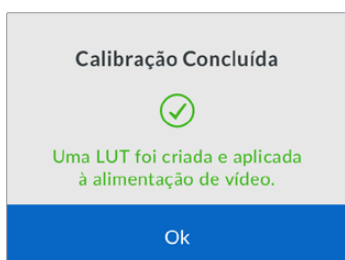 Calibração Concluída
Uma LUT foi criada e aplicada
à alimentação de vídeo.
Ok